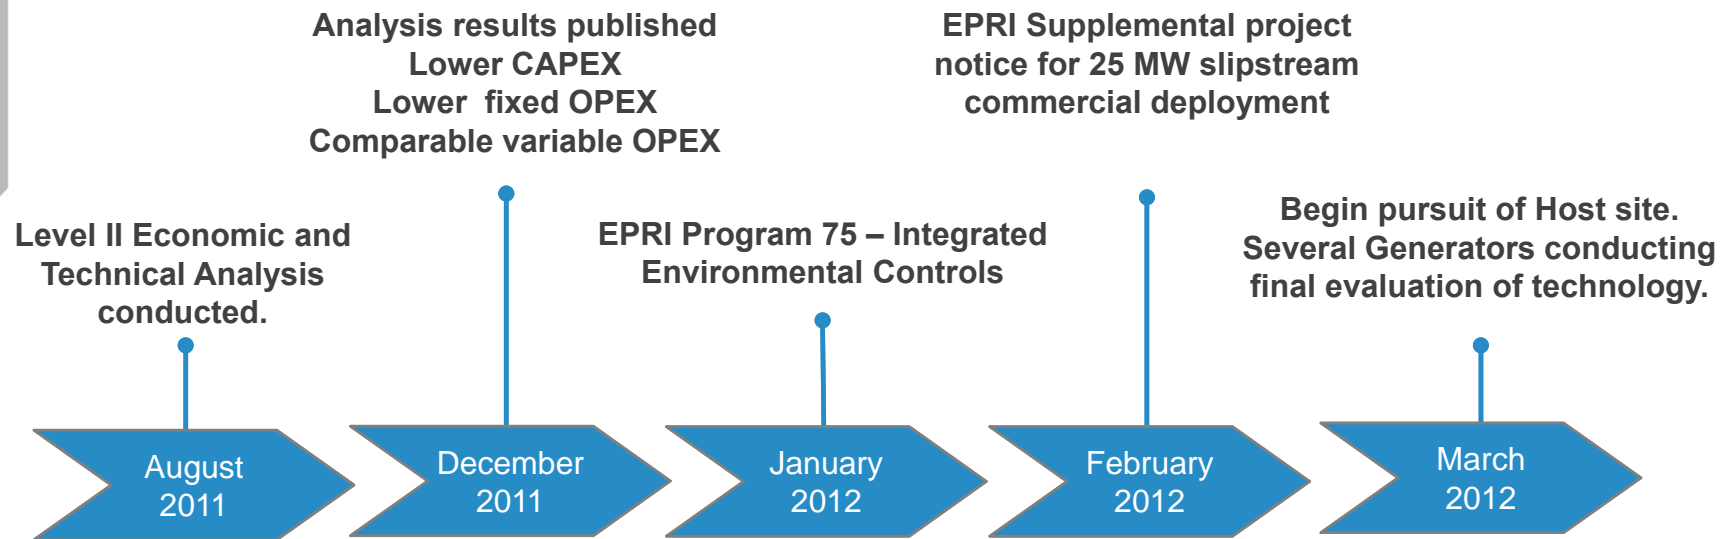 Analysis results published
Lower CAPEX
Lower  fixed OPEX
Comparable variable OPEX
EPRI Supplemental project
notice for 25 MW slipstream
commercial deployment
Level II Economic and
Technical Analysis
conducted.
EPRI Program 75 – Integrated
Environmental Controls
Begin pursuit of Host site.
Several Generators conducting
final evaluation of technology.
August
2011
December
2011
January
2012
February
2012
March
2012